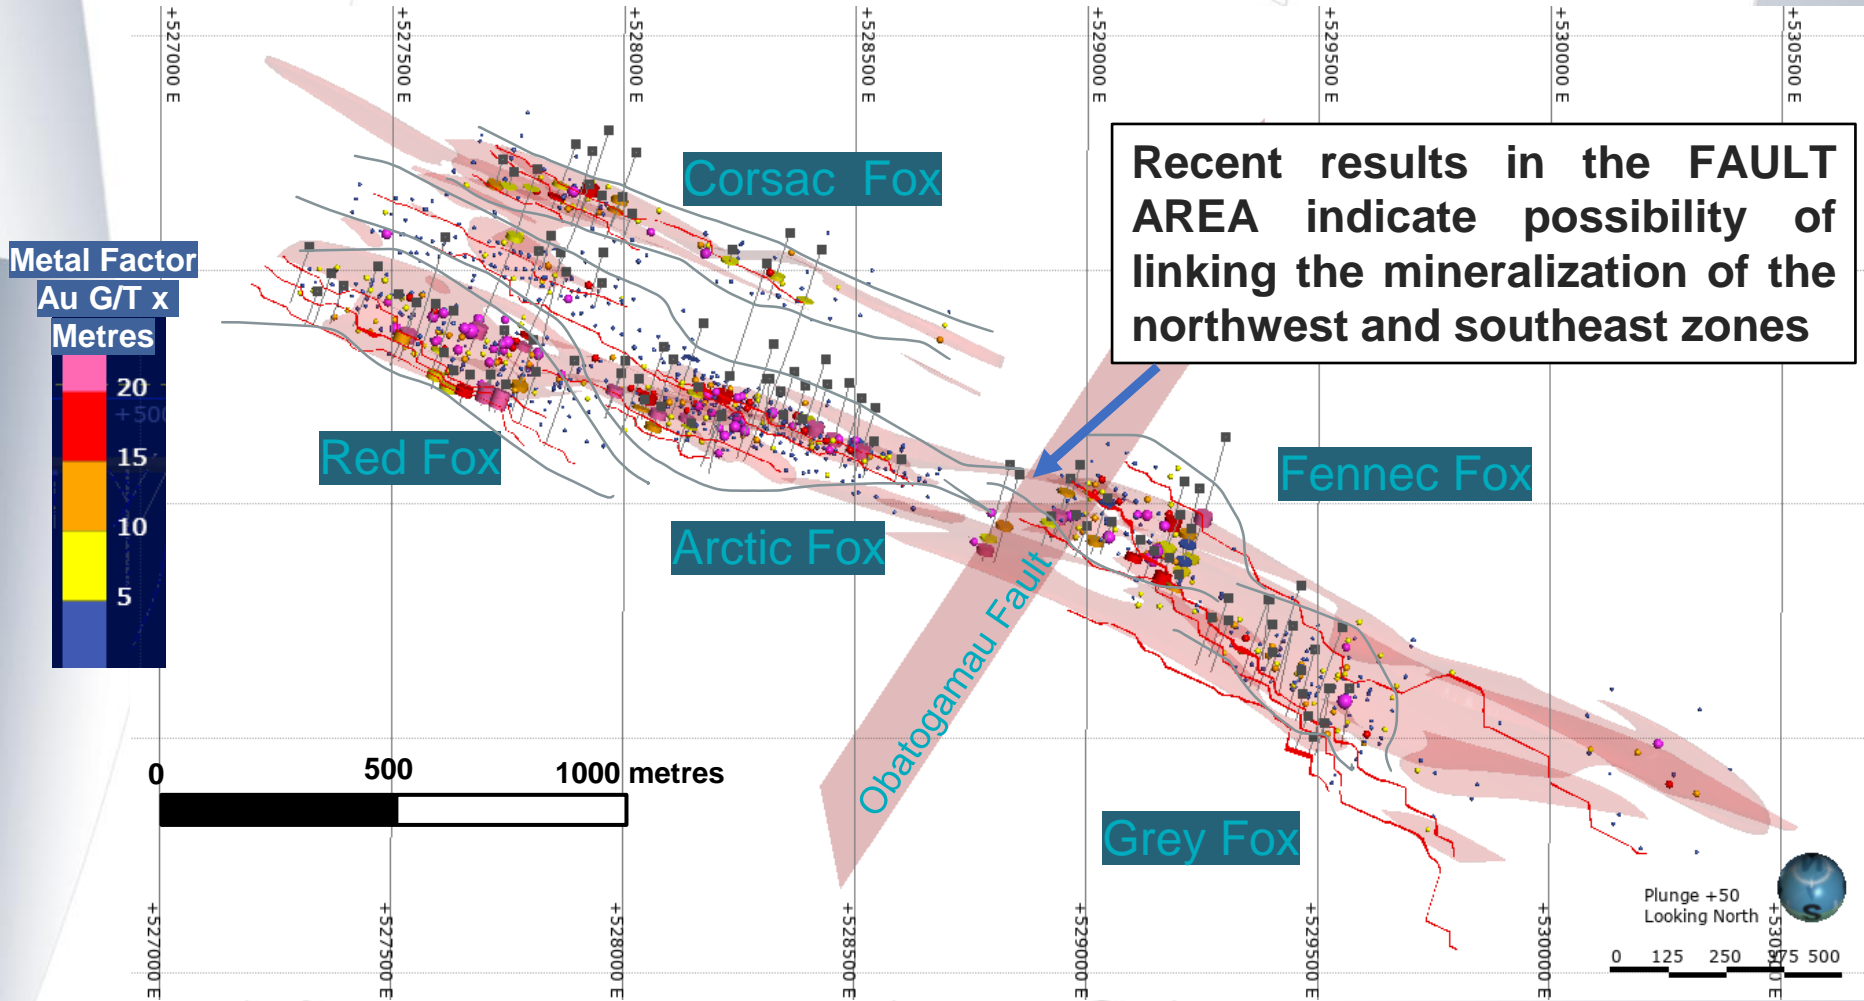 +527000 E
+527500 E
+528000 E
+528500 E
+529000 E
+529500 E
+530000 E
+530500 E
Recent results in the FAULT
AREA indicate possibility of
linking the mineralization of the
northwest and southeast zones
Corsac Fox
Metal Factor
Au G/T x
Metres
20
+500
15
10
5
Red Fox
Fennec Fox
Arctic Fox
Obatogamau Fault
0 500 1000 metres
Grey Fox
Plunge +50
Looking North
S
0 125 250 375 500
+527000 E
+527500 E
+528000 E
+528500 E
+529000 E
+529500 E
+530000 E